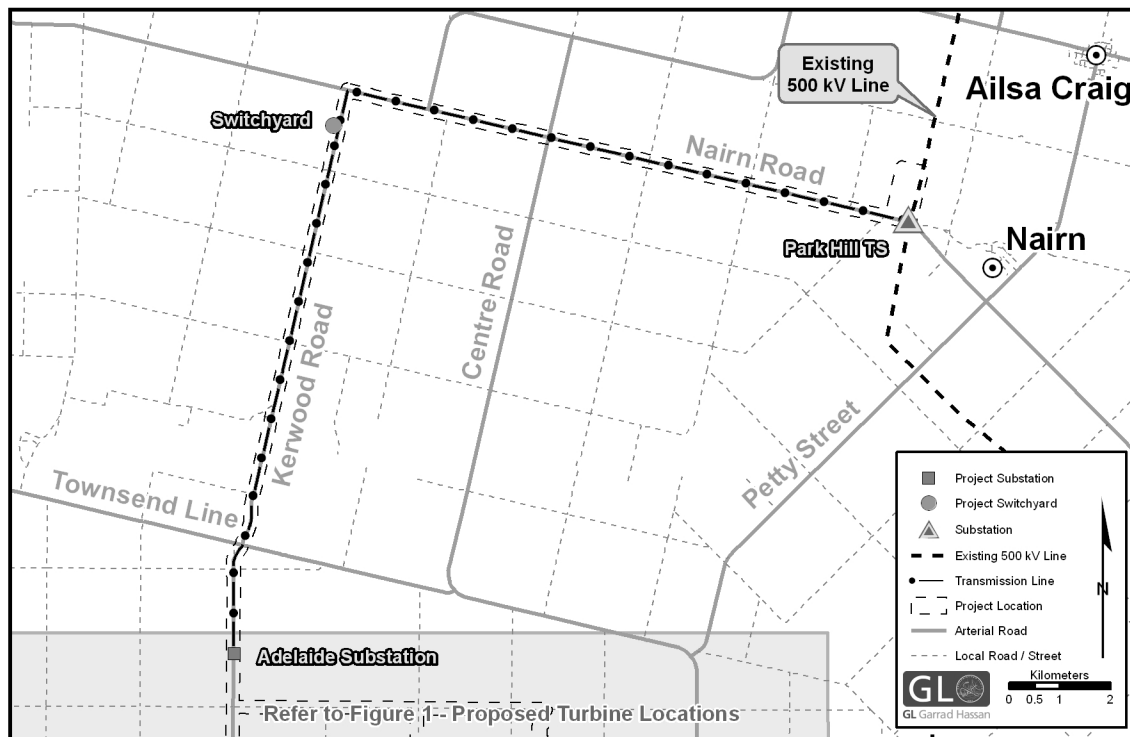 Existing
500 kV Line
Ailsa Craig
Switchyard
Nairn Road
Nairn
Park Hill TS
Centre Road
Kerwood Road
Petty Street
Townsend Line
Adelaide Substation
Refer to Figure 1-- Proposed Turbine Locations
Project Substation
Project Switchyard
Substation
Existing 500 kV Line
Transmission Line
Project Location
Arterial Road
Local Road / Street
N
Kilometers
0 0.5 1 2
GL
GL Garrad Hassan